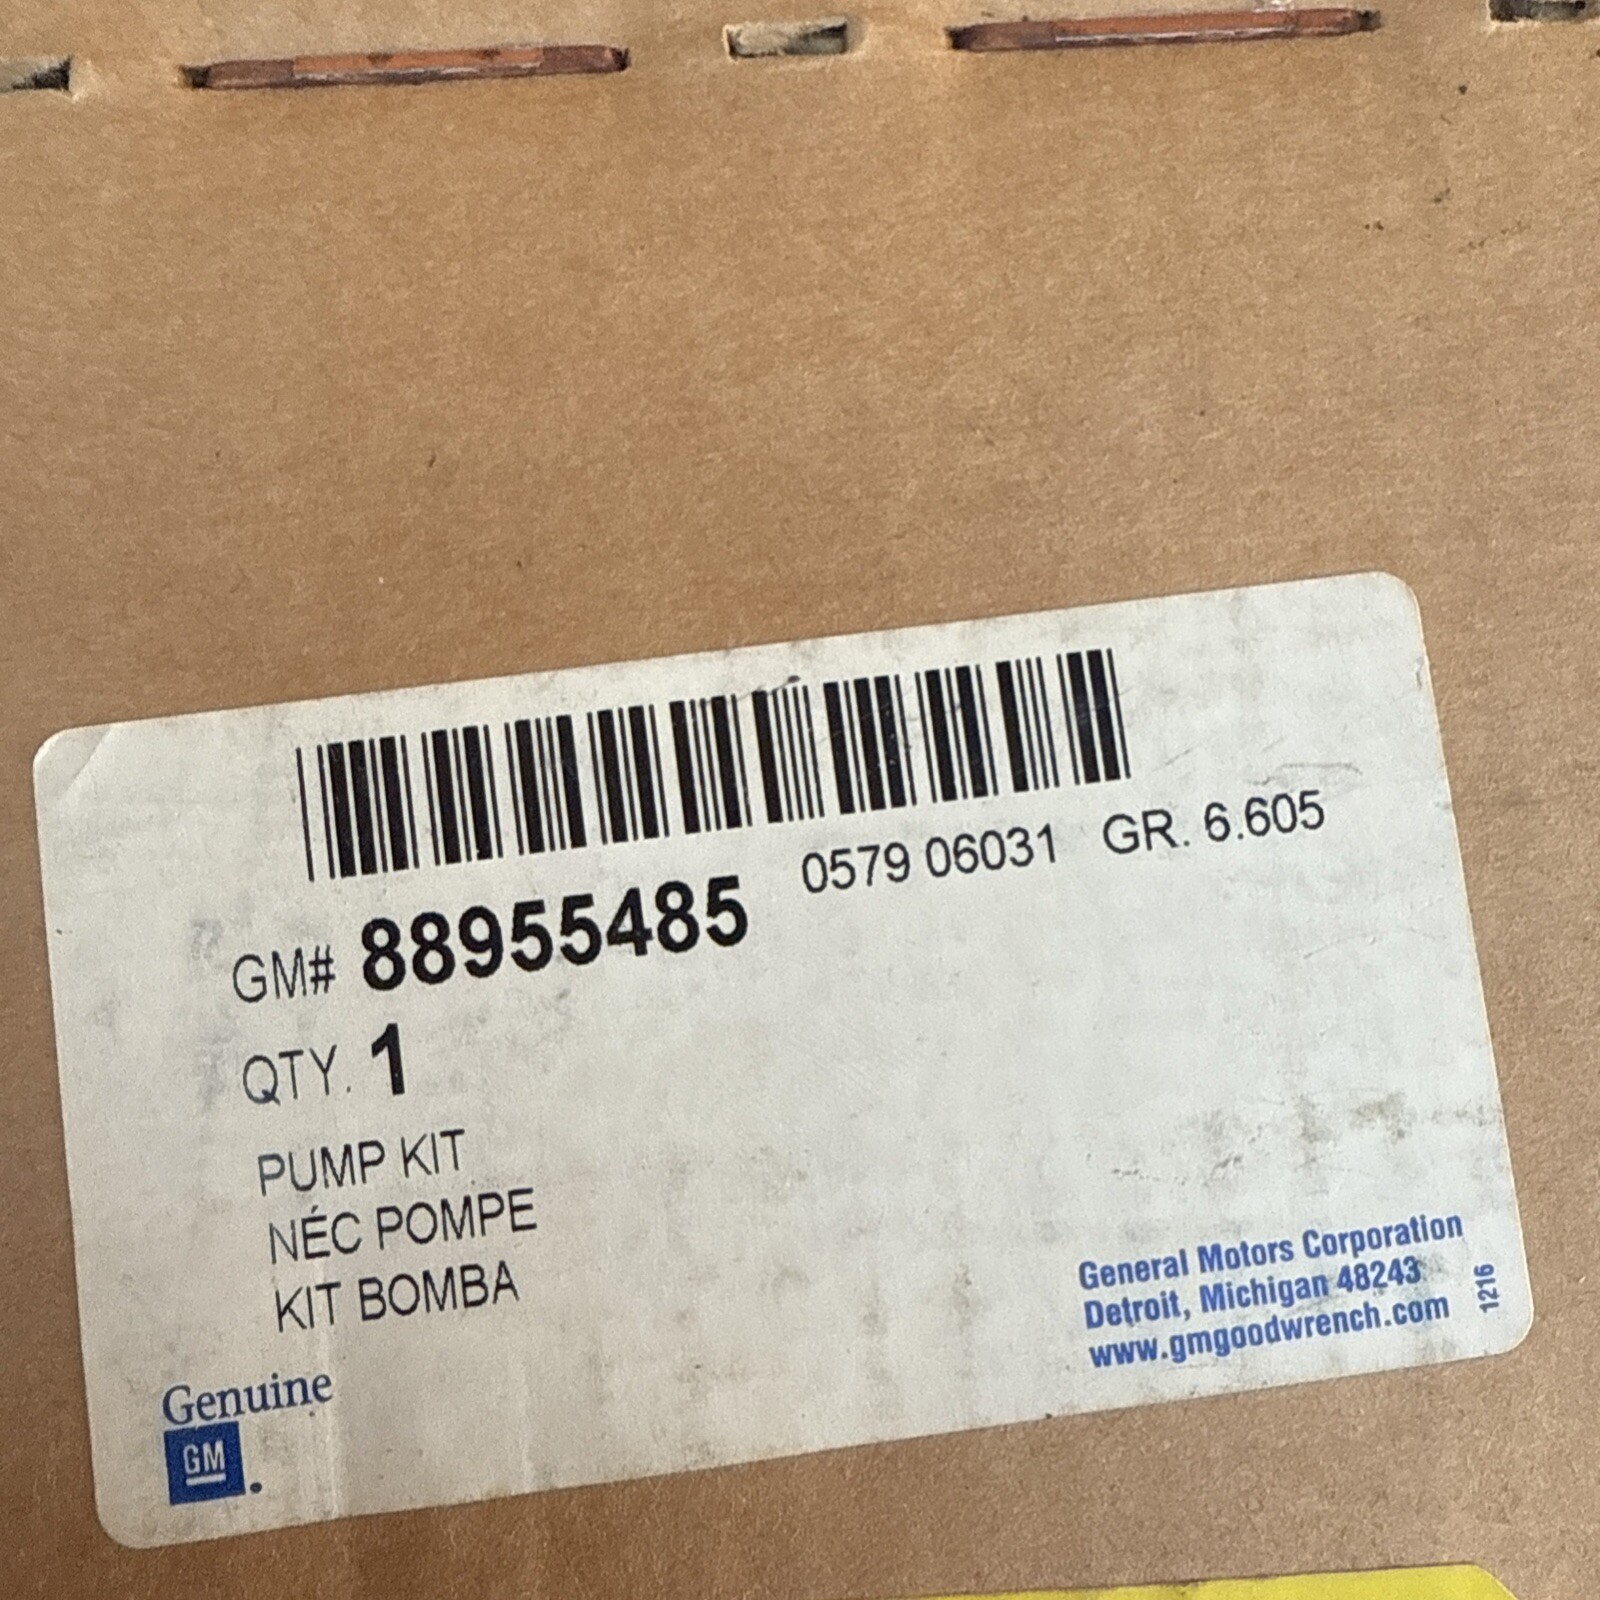 0579 06031 GR. 6.605
GM# 88955485
QTY. 1
PUMP KIT
NÉC POMPE
KIT BOMBA
Genuine
GM
General Motors Corporation
Detroit, Michigan 48243
www.gmgoodwrench.com
1216